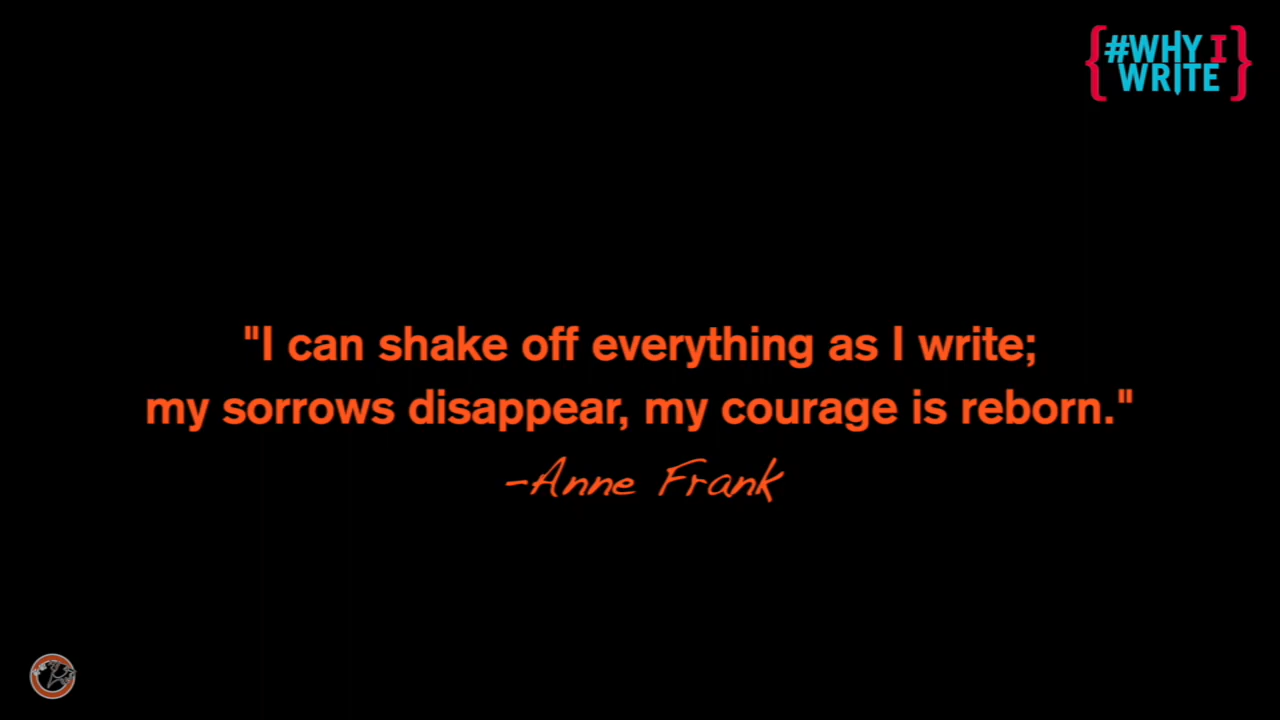 {#WHY I
WRITE}
"I can shake off everything as I write;
my sorrows disappear, my courage is reborn."
-Anne Frank